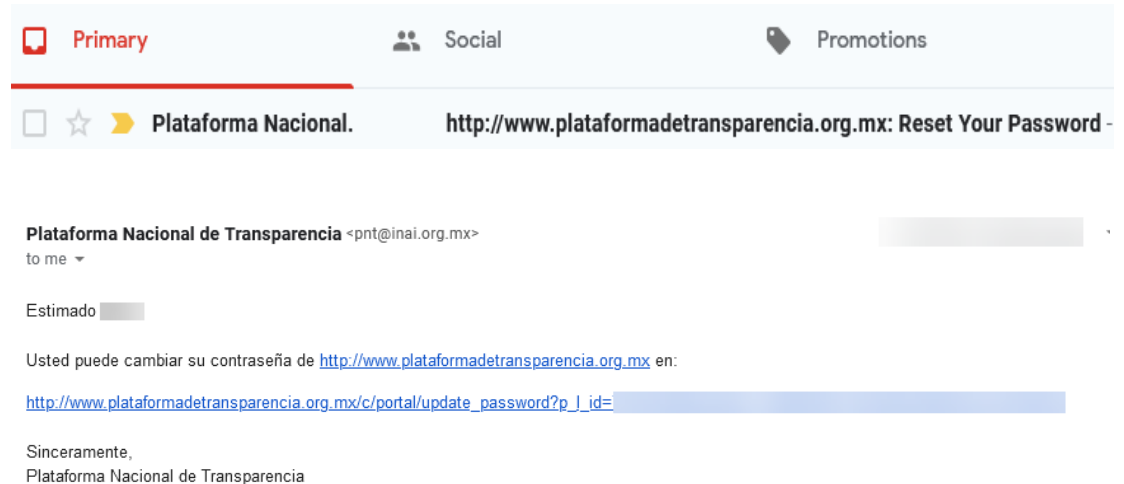 Primary Social Promotions
Plataforma Nacional. http://www.plataformadetransparencia.org.mx: Reset Your Password -
Plataforma Nacional de Transparencia <pnt@inai.org.mx>
to me
Estimado
Usted puede cambiar su contraseña de http://www.plataformadetransparencia.org.mx en:
http://www.plataformadetransparencia.org.mx/c/portal/update_password?p_l_id=
Sinceramente,
Plataforma Nacional de Transparencia